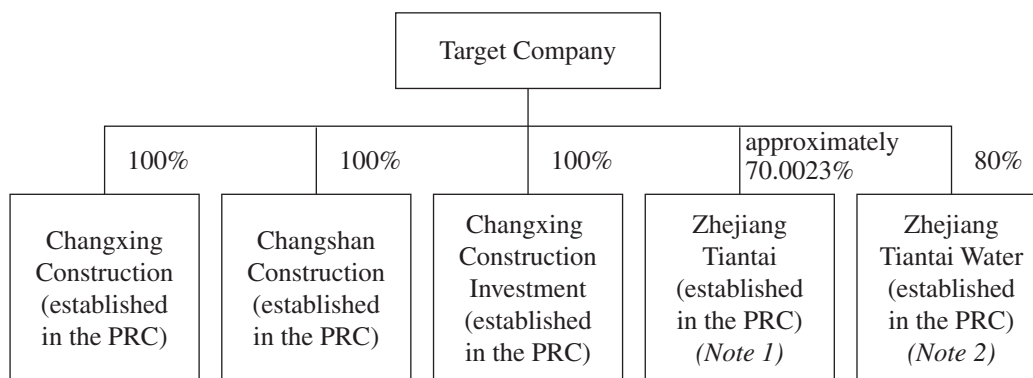 Target Company
100%
100%
100%
approximately
70.0023%
80%
Changxing
Construction
(established
in the PRC)
Changshan
Construction
(established
in the PRC)
Changxing
Construction
Investment
(established
in the PRC)
Zhejiang
Tiantai
(established
in the PRC)
(Note 1)
Zhejiang
Tiantai Water
(established
in the PRC)
(Note 2)